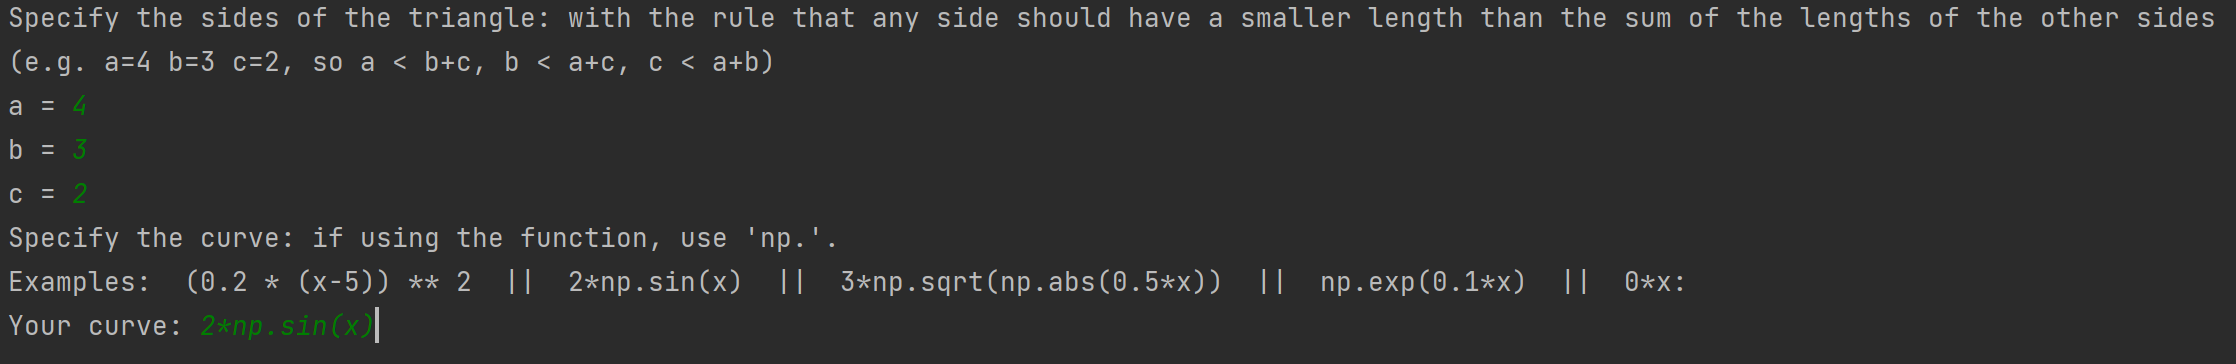 Specify the sides of the triangle: with the rule that any side should have a smaller length than the sum of the lengths of the other sides
(e.g. a=4 b=3 c=2, so a < b+c, b < a+c, c < a+b)
a = 4
b = 3
c = 2
Specify the curve: if using the function, use 'np.'.
Examples:  (0.2 * (x-5)) ** 2  ||  2*np.sin(x)  ||  3*np.sqrt(np.abs(0.5*x))  ||  np.exp(0.1*x)  ||  0*x:
Your curve: 2*np.sin(x)